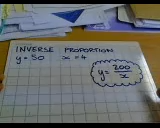 INVERSE PROPORTION
y = 50 x = 4
y = 200/x